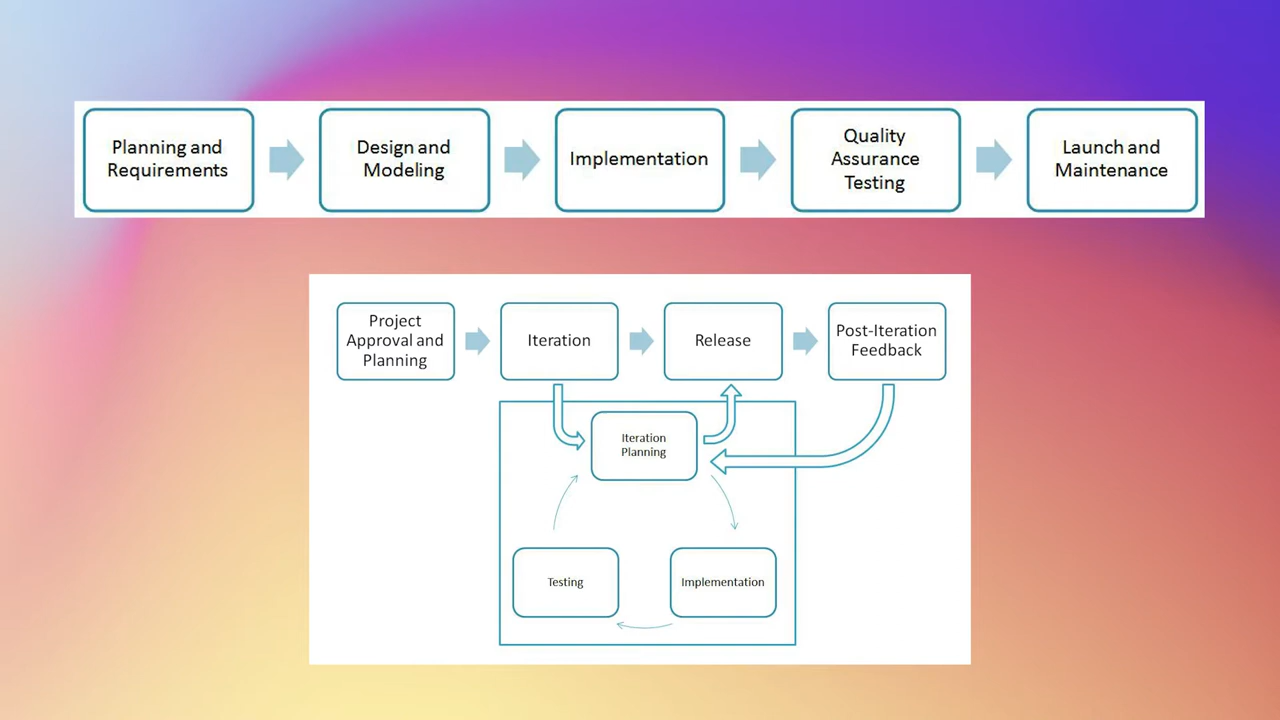 Planning and
Requirements
Design and
Modeling
Implementation
Quality
Assurance
Testing
Launch and
Maintenance
Project
Approval and
Planning
Iteration
Release
Post-Iteration
Feedback
Iteration
Planning
Testing
Implementation